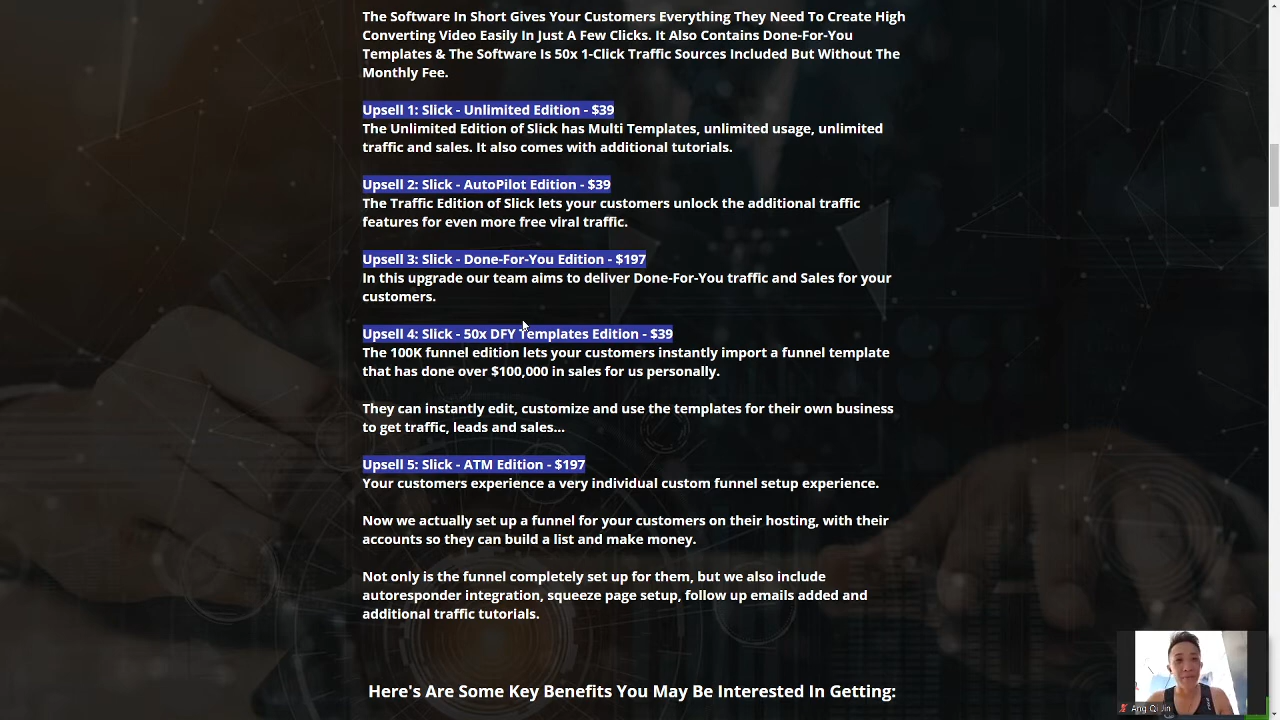 The Software In Short Gives Your Customers Everything They Need To Create High
Converting Video Easily In Just A Few Clicks. It Also Contains Done-For-You
Templates & The Software Is 50x 1-Click Traffic Sources Included But Without The
Monthly Fee.
Upsell 1: Slick - Unlimited Edition - $39
The Unlimited Edition of Slick has Multi Templates, unlimited usage, unlimited
traffic and sales. It also comes with additional tutorials.
Upsell 2: Slick - AutoPilot Edition - $39
The Traffic Edition of Slick lets your customers unlock the additional traffic
features for even more free viral traffic.
Upsell 3: Slick - Done-For-You Edition - $197
In this upgrade our team aims to deliver Done-For-You traffic and Sales for your
customers.
Upsell 4: Slick - 50x DFY Templates Edition - $39
The 100K funnel edition lets your customers instantly import a funnel template
that has done over $100,000 in sales for us personally.
They can instantly edit, customize and use the templates for their own business
to get traffic, leads and sales...
Upsell 5: Slick - ATM Edition - $197
Your customers experience a very individual custom funnel setup experience.
Now we actually set up a funnel for your customers on their hosting, with their
accounts so they can build a list and make money.
Not only is the funnel completely set up for them, but we also include
autoresponder integration, squeeze page setup, follow up emails added and
additional traffic tutorials.
Here's Are Some Key Benefits You May Be Interested In Getting:
Ang Qi Jin